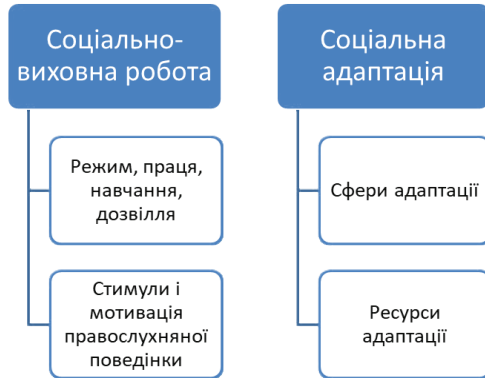 Соціально-
виховна робота
Режим, праця,
навчання,
дозвілля
Стимули і
мотивація
правослухняної
поведінки
Соціальна
адаптація
Сфери адаптації
Ресурси
адаптації